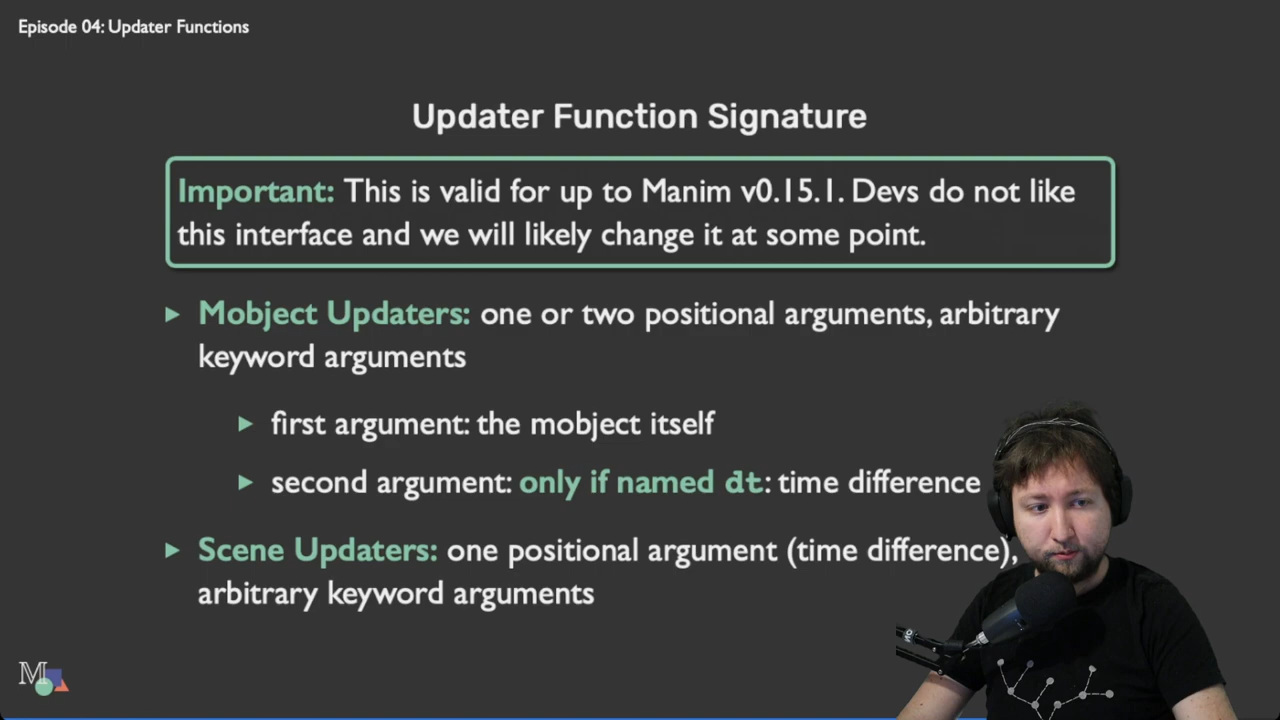 Episode 04: Updater Functions
Updater Function Signature
Important: This is valid for up to Manim v0.15.1. Devs do not like
this interface and we will likely change it at some point.
Mobject Updaters: one or two positional arguments, arbitrary
keyword arguments
first argument: the mobject itself
second argument: only if named dt: time difference
Scene Updaters: one positional argument (time difference),
arbitrary keyword arguments
M